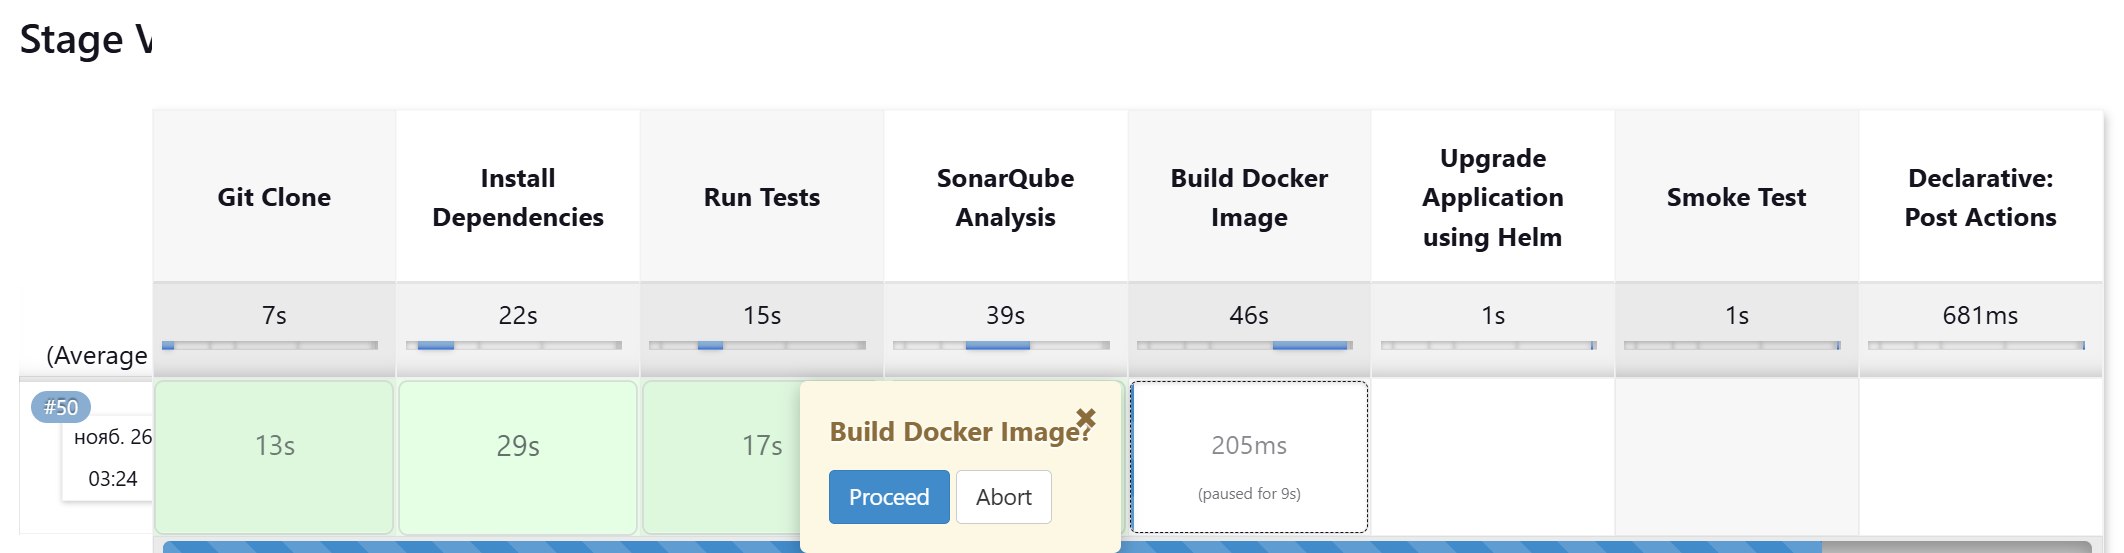 Stage V
Git Clone
Install
Dependencies
Run Tests
SonarQube
Analysis
Build Docker
Image
Upgrade
Application
using Helm
Smoke Test
Declarative:
Post Actions
(Average
7s
22s
15s
39s
46s
1s
1s
681ms
#50
нояб. 26
03:24
13s
29s
17s
Build Docker Image?
Proceed
Abort
205ms
(paused for 9s)